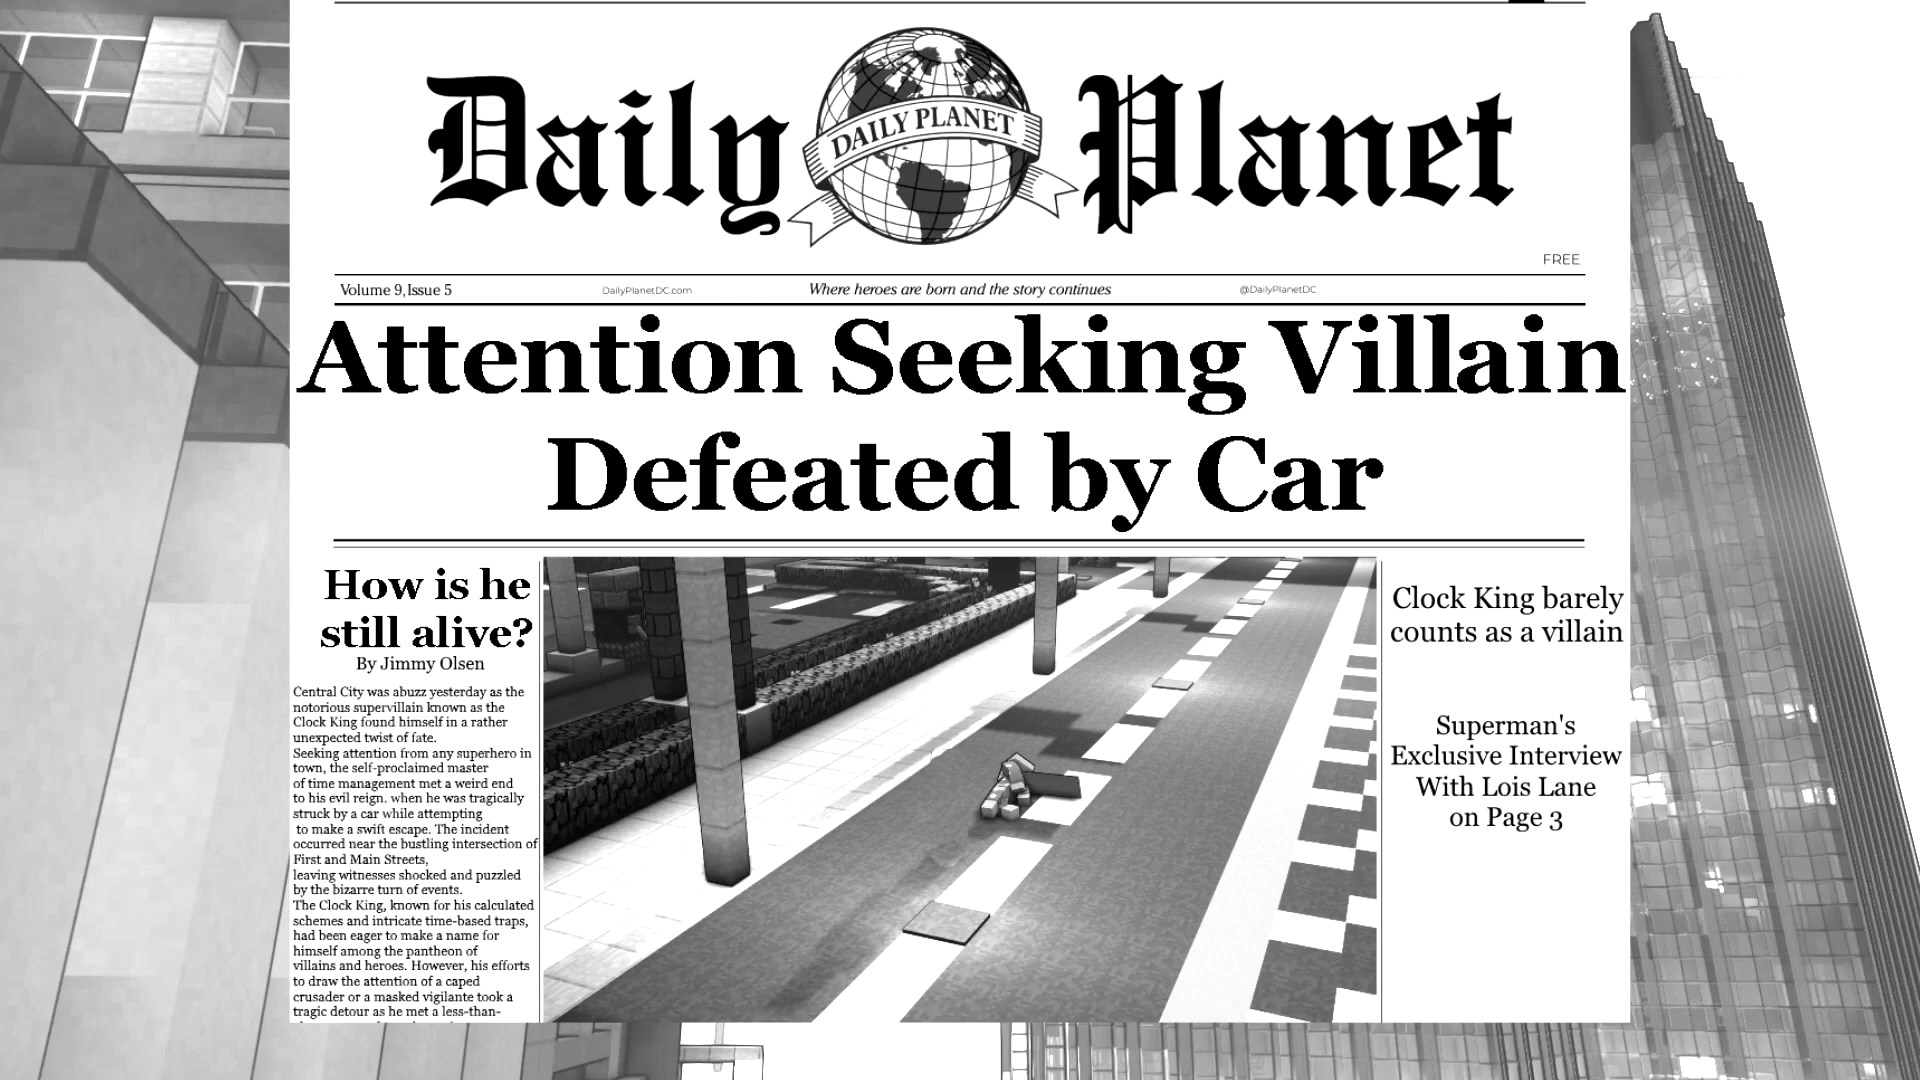 Daily Planet
DAILY PLANET
FREE
Volume 9, Issue 5
DailyPlanetDC.com
Where heroes are born and the story continues
@DailyPlanetDC
Attention Seeking Villain
Defeated by Car
How is he
still alive?
By Jimmy Olsen
Central City was abuzz yesterday as the
notorious supervillain known as the
Clock King found himself in a rather
unexpected twist of fate.
Seeking attention from any superhero in
town, the self-proclaimed master
of time management met a weird end
to his evil reign. when he was tragically
struck by a car while attempting
to make a swift escape. The incident
occurred near the bustling intersection of
First and Main Streets,
leaving witnesses shocked and puzzled
by the bizarre turn of events.
The Clock King, known for his calculated
schemes and intricate time-based traps,
had been eager to make a name for
himself among the pantheon of
villains and heroes. However, his efforts
to draw the attention of a caped
crusader or a masked vigilante took a
tragic detour as he met a less-than-
Clock King barely
counts as a villain
Superman's
Exclusive Interview
With Lois Lane
on Page 3